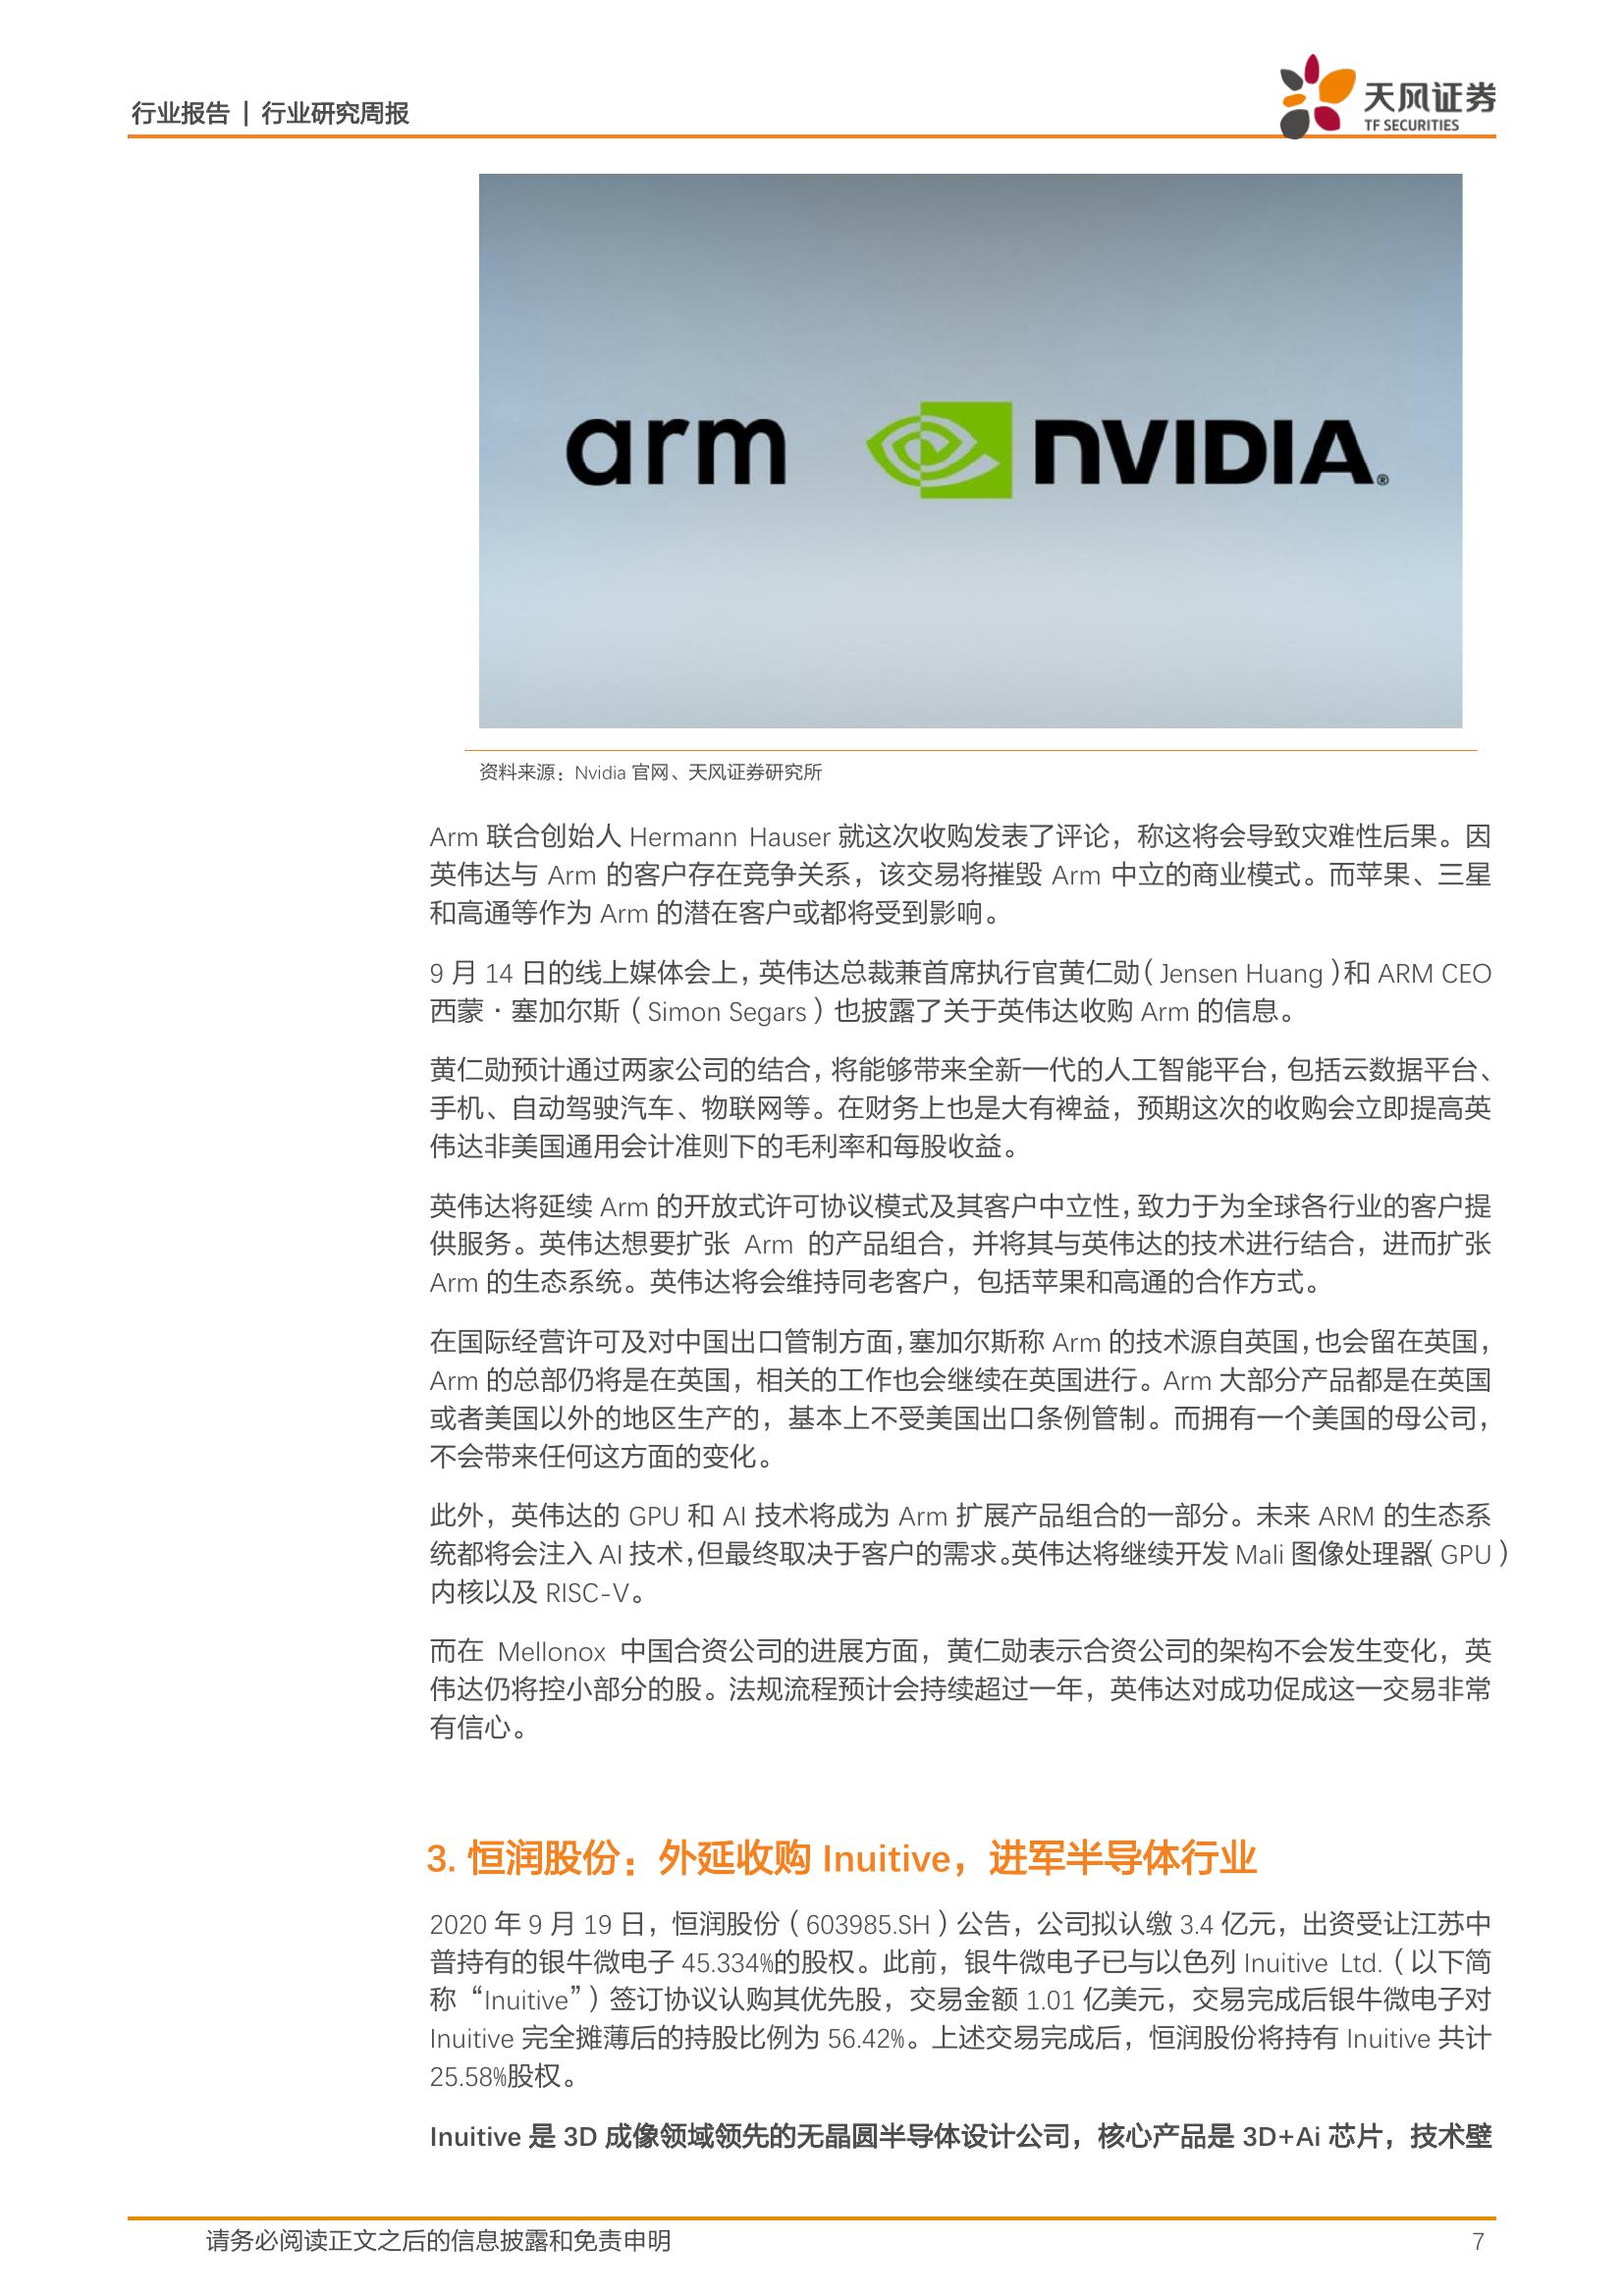 行业报告 | 行业研究周报
天风证券
TF SECURITIES
arm nVIDIA®
资料来源：Nvidia 官网、天风证券研究所
Arm 联合创始人 Hermann Hauser 就这次收购发表了评论，称这将会导致灾难性后果。因
英伟达与 Arm 的客户存在竞争关系，该交易将摧毁 Arm 中立的商业模式。而苹果、三星
和高通等作为 Arm 的潜在客户或都将受到影响。
9 月 14 日的线上媒体会上，英伟达总裁兼首席执行官黄仁勋（Jensen Huang）和 ARM CEO
西蒙·塞加尔斯（Simon Segars）也披露了关于英伟达收购 Arm 的信息。
黄仁勋预计通过两家公司的结合，将能够带来全新一代的人工智能平台，包括云数据平台、
手机、自动驾驶汽车、物联网等。在财务上也是大有裨益，预期这次的收购会立即提高英
伟达非美国通用会计准则下的毛利率和每股收益。
英伟达将延续 Arm 的开放式许可协议模式及其客户中立性，致力于为全球各行业的客户提
供服务。英伟达想要扩张 Arm 的产品组合，并将其与英伟达的技术进行结合，进而扩张
Arm 的生态系统。英伟达将会维持同老客户，包括苹果和高通的合作方式。
在国际经营许可及对中国出口管制方面，塞加尔斯称 Arm 的技术源自英国，也会留在英国，
Arm 的总部仍将是在英国，相关的工作也会继续在英国进行。Arm 大部分产品都是在英国
或者美国以外的地区生产的，基本上不受美国出口条例管制。而拥有一个美国的母公司，
不会带来任何这方面的变化。
此外，英伟达的 GPU 和 AI 技术将成为 Arm 扩展产品组合的一部分。未来 ARM 的生态系
统都将会注入 AI 技术，但最终取决于客户的需求。英伟达将继续开发 Mali 图像处理器（GPU）
内核以及 RISC-V。
而在 Mellonox 中国合资公司的进展方面，黄仁勋表示合资公司的架构不会发生变化，英
伟达仍将控小部分的股。法规流程预计会持续超过一年，英伟达对成功促成这一交易非常
有信心。
3. 恒润股份：外延收购 Inuitive，进军半导体行业
2020 年 9 月 19 日，恒润股份（603985.SH）公告，公司拟认缴 3.4 亿元，出资受让江苏中
普持有的银牛微电子 45.334%的股权。此前，银牛微电子已与以色列 Inuitive Ltd.（以下简
称“Inuitive”）签订协议认购其优先股，交易金额 1.01 亿美元，交易完成后银牛微电子对
Inuitive 完全摊薄后的持股比例为 56.42%。上述交易完成后，恒润股份将持有 Inuitive 共计
25.58%股权。
Inuitive 是 3D 成像领域领先的无晶圆半导体设计公司，核心产品是 3D+Ai 芯片，技术壁
请务必阅读正文之后的信息披露和免责申明
7